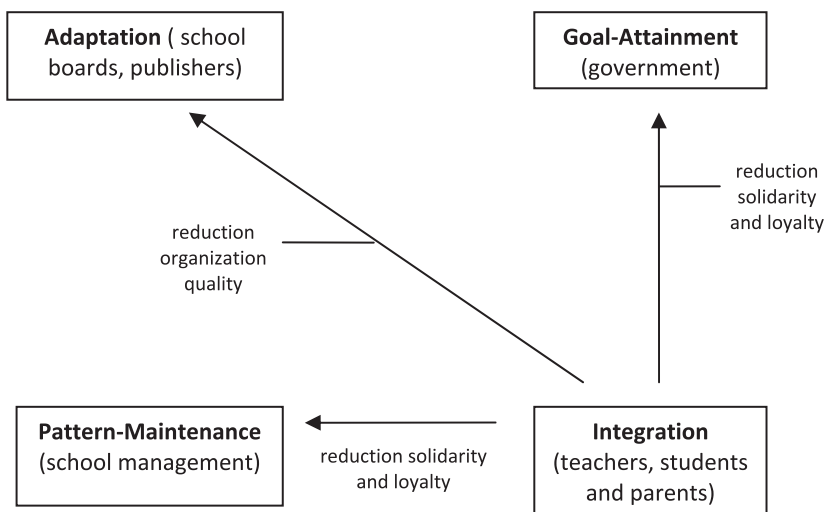 Adaptation ( school
boards, publishers)
Goal-Attainment
(government)
reduction
solidarity
and loyalty
reduction
organization
quality
Pattern-Maintenance
(school management)
reduction solidarity
and loyalty
Integration
(teachers, students
and parents)